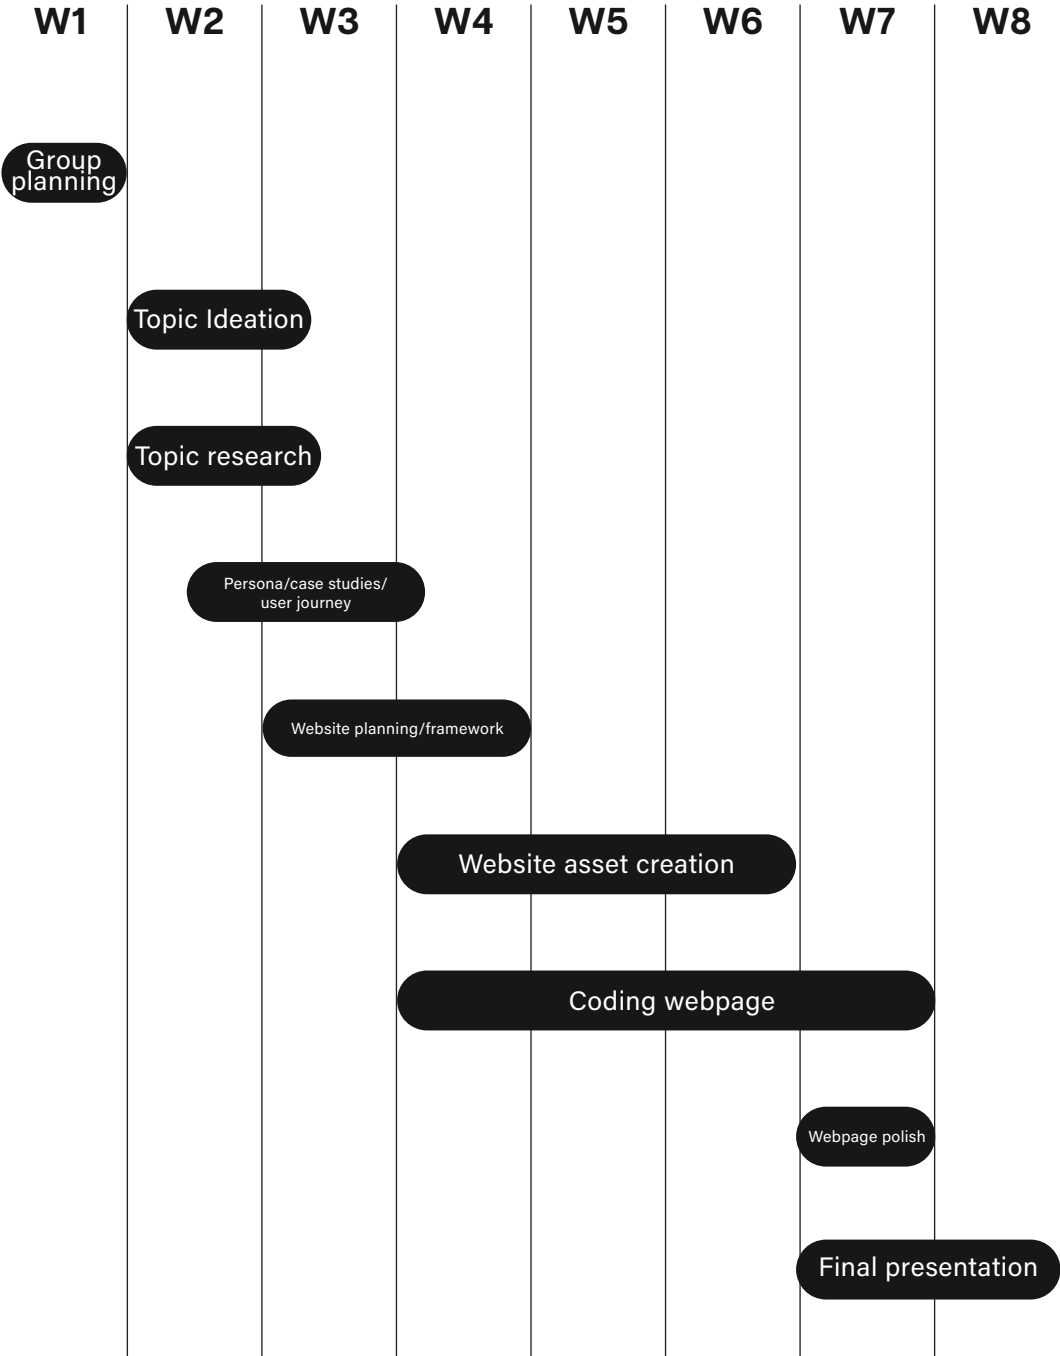 W1 W2 W3 W4 W5 W6 W7 W8
Group
planning
Topic Ideation
Topic research
Persona/case studies/
user journey
Website planning/framework
Website asset creation
Coding webpage
Webpage polish
Final presentation